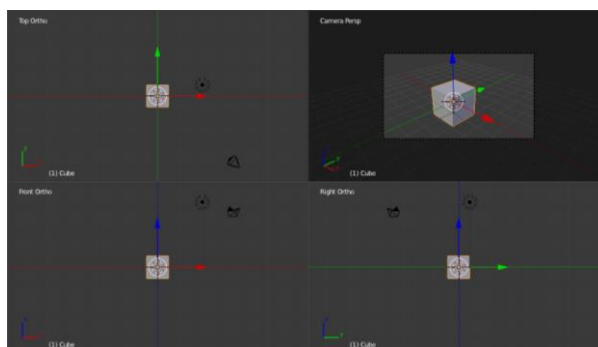 Top Ortho
Camera Persp
(1) Cube
(1) Cube
Front Ortho
Right Ortho
(1) Cube
(1) Cube